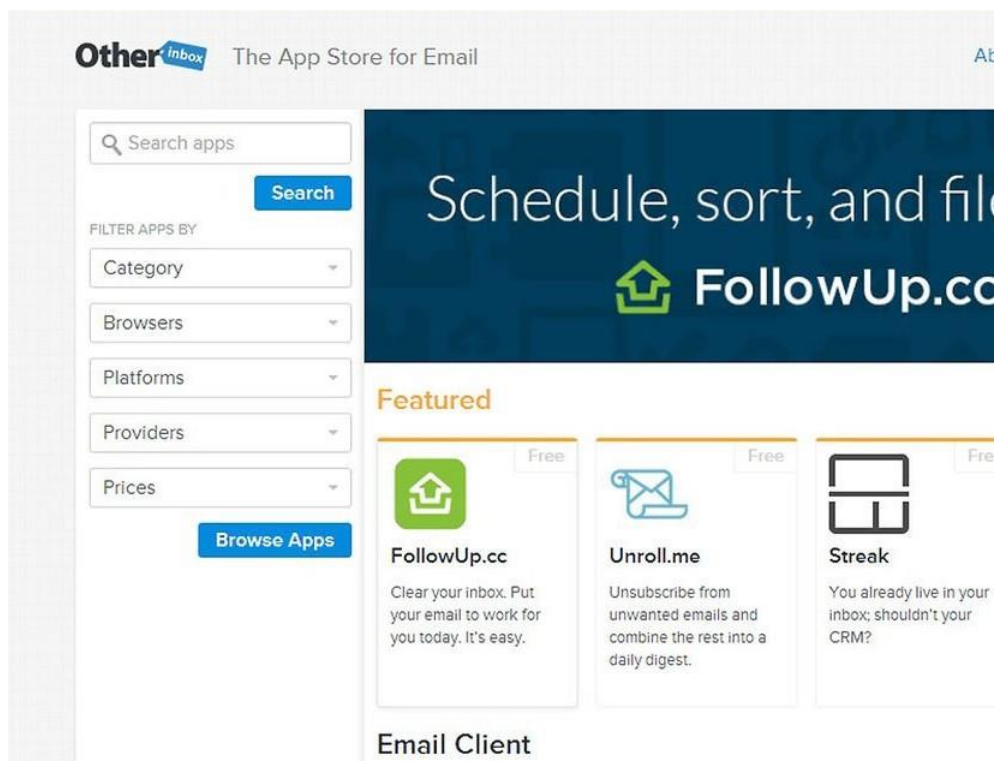 Other inbox The App Store for Email Ab
Search apps
Search
FILTER APPS BY
Category
Browsers
Platforms
Providers
Prices
Browse Apps
Schedule, sort, and file
FollowUp.cc
Featured
Free
FollowUp.cc
Clear your inbox. Put
your email to work for
you today. It's easy.
Free
Unroll.me
Unsubscribe from
unwanted emails and
combine the rest into a
daily digest.
Fre
Streak
You already live in your
inbox; shouldn't your
CRM?
Email Client